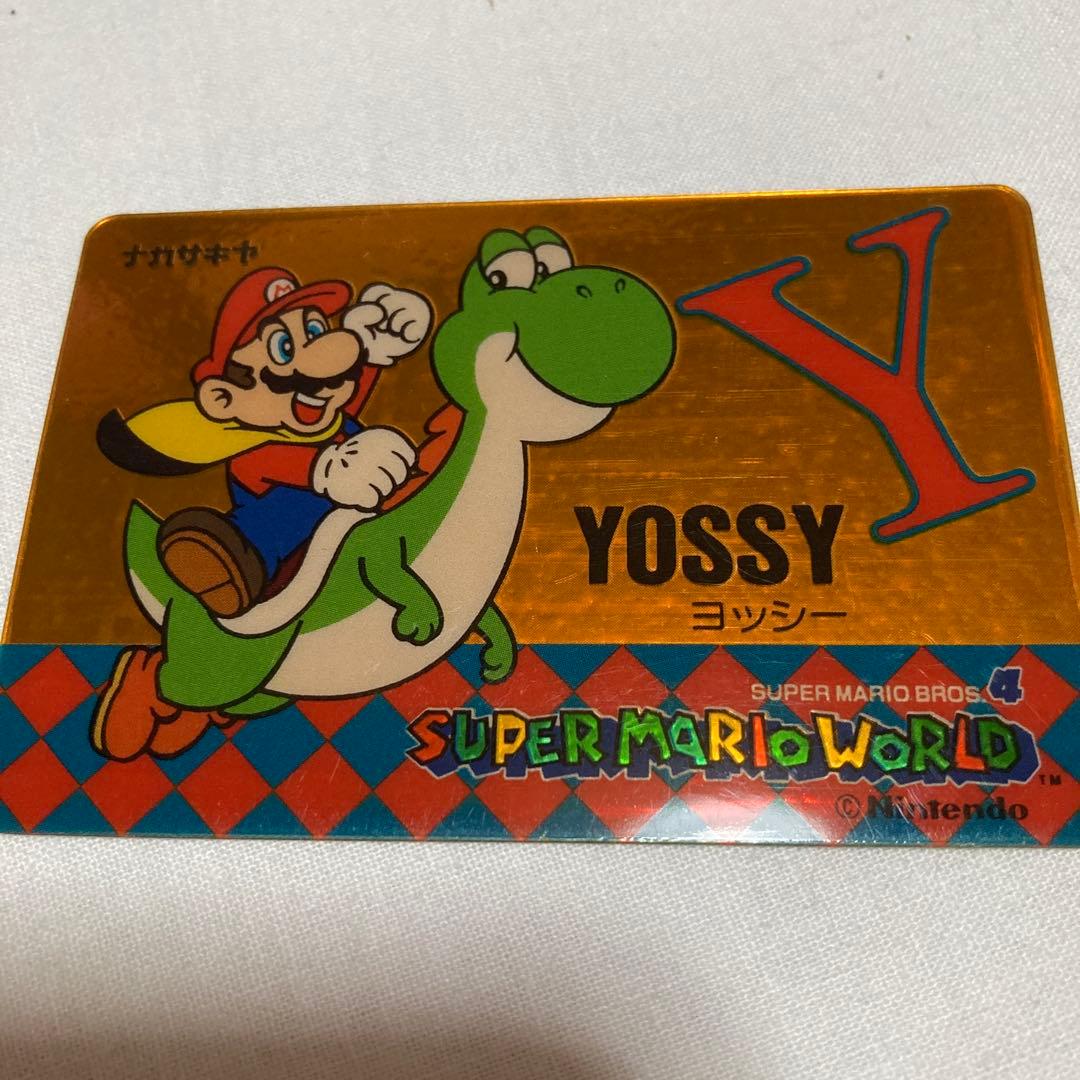 ナガサキヤ
M
Y
YOSSY
ヨッシー
SUPER MARIO BROS. 4
SUPER MARIO WORLD
TM
©Nintendo